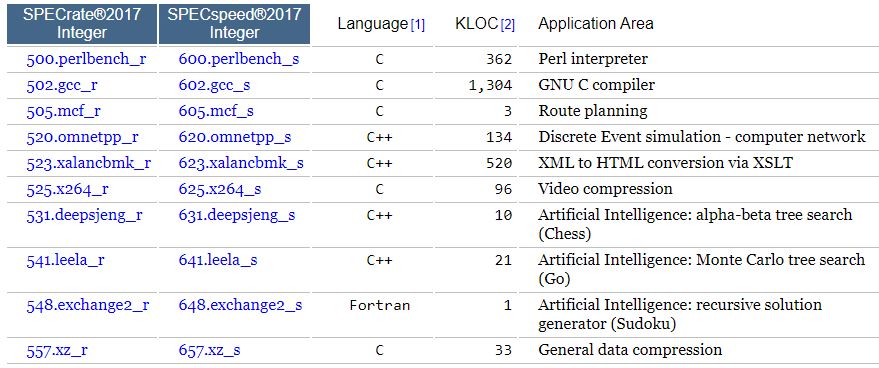 SPECrate®2017 Integer SPECspeed®2017 Integer Language[1] KLOC[2] Application Area
500.perlbench_r 600.perlbench_s C 362 Perl interpreter
502.gcc_r 602.gcc_s C 1,304 GNU C compiler
505.mcf_r 605.mcf_s C 3 Route planning
520.omnetpp_r 620.omnetpp_s C++ 134 Discrete Event simulation - computer network
523.xalancbmk_r 623.xalancbmk_s C++ 520 XML to HTML conversion via XSLT
525.x264_r 625.x264_s C 96 Video compression
531.deepsjeng_r 631.deepsjeng_s C++ 10 Artificial Intelligence: alpha-beta tree search
(Chess)
541.leela_r 641.leela_s C++ 21 Artificial Intelligence: Monte Carlo tree search
(Go)
548.exchange2_r 648.exchange2_s Fortran 1 Artificial Intelligence: recursive solution
generator (Sudoku)
557.xz_r 657.xz_s C 33 General data compression